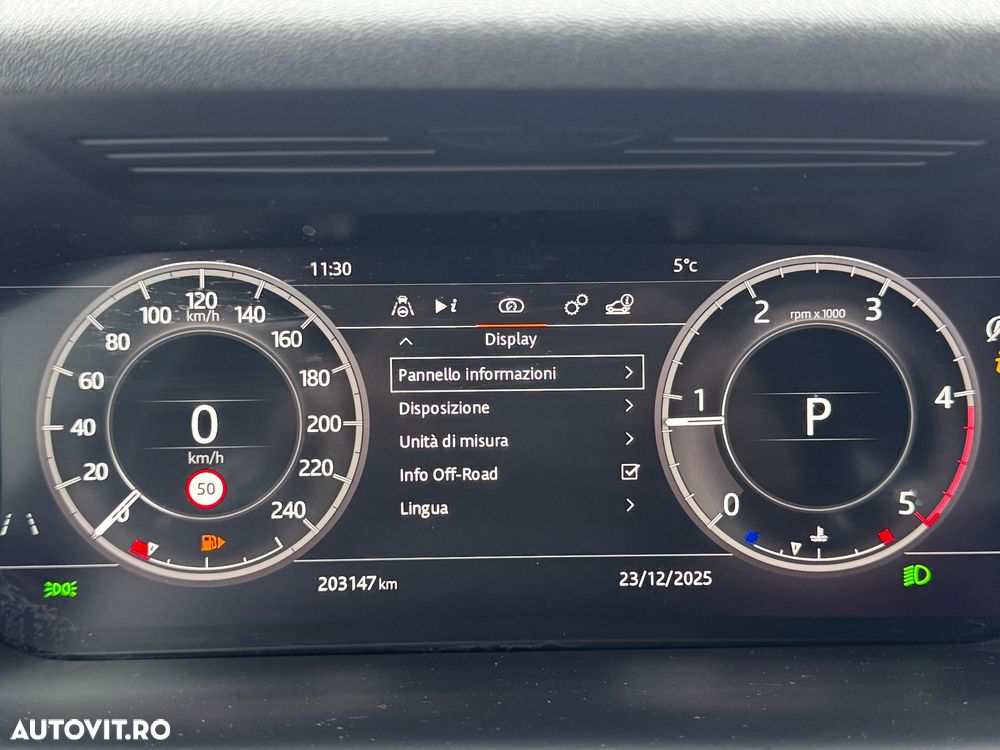 11:30
5°c
i
Display
Pannello informazioni
Disposizione
Unità di misura
Info Off-Road
Lingua
0
20
40
60
80
100
120
140
160
180
200
220
240
km/h
0
km/h
50
0
1
2
3
4
5
rpm x 1000
P
203147 km
23/12/2025
AUTOVIT.RO